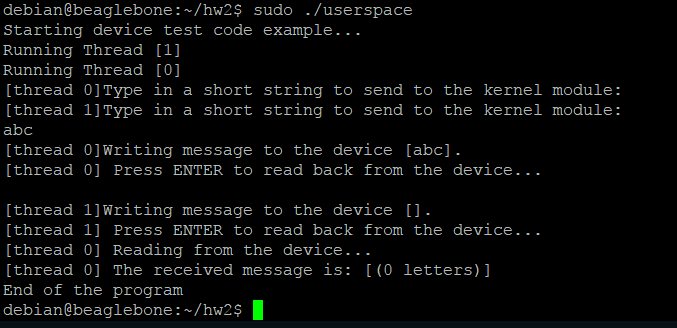 debian@beaglebone:~/hw2$ sudo ./userspace
Starting device test code example...
Running Thread [1]
Running Thread [0]
[thread 0]Type in a short string to send to the kernel module:
[thread 1]Type in a short string to send to the kernel module:
abc
[thread 0]Writing message to the device [abc].
[thread 0] Press ENTER to read back from the device...

[thread 1]Writing message to the device [].
[thread 1] Press ENTER to read back from the device...
[thread 0] Reading from the device...
[thread 0] The received message is: [(0 letters)]
End of the program
debian@beaglebone:~/hw2$